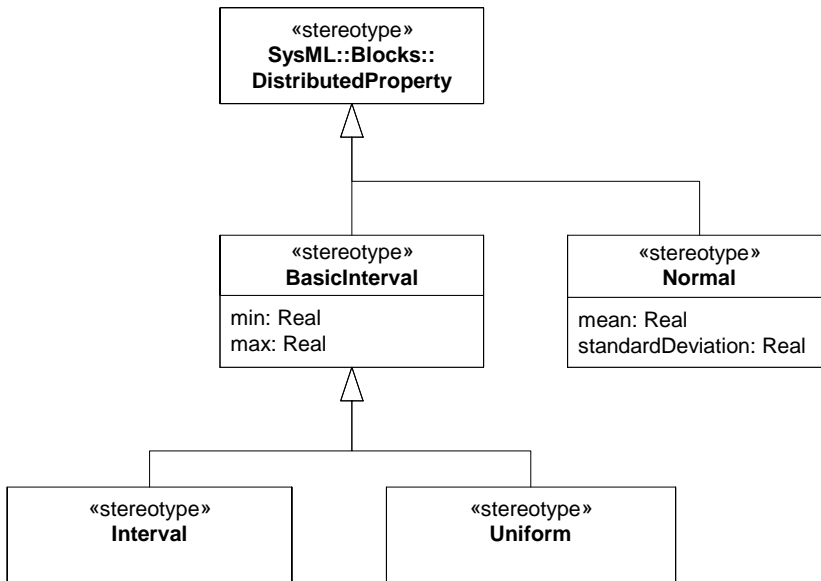 «stereotype»
SysML::Blocks::
DistributedProperty
«stereotype»
BasicInterval
min: Real
max: Real
«stereotype»
Normal
mean: Real
standardDeviation: Real
«stereotype»
Interval
«stereotype»
Uniform